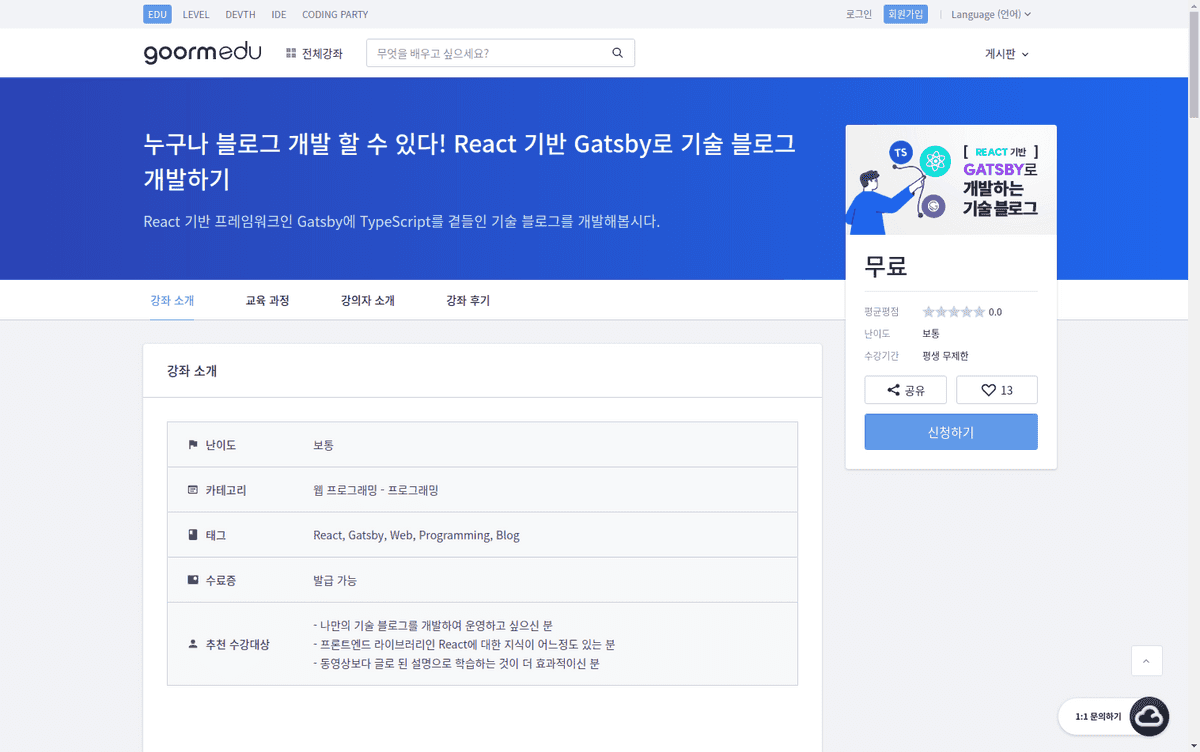 EDU LEVEL DEVTH IDE CODING PARTY 로그인 회원가입 Language (언어)
goormedu 전체강좌 무엇을 배우고 싶으세요? 게시판
누구나 블로그 개발 할 수 있다! React 기반 Gatsby로 기술 블로그
개발하기
React 기반 프레임워크인 Gatsby에 TypeScript를 곁들인 기술 블로그를 개발해봅시다.
TS
[ REACT 기반 ]
GATSBY로
개발하는
기술 블로그
무료
평균평점 0.0
난이도 보통
수강기간 평생 무제한
공유 13
신청하기
강좌 소개 교육 과정 강의자 소개 강좌 후기
강좌 소개
난이도 보통
카테고리 웹 프로그래밍 - 프로그래밍
태그 React, Gatsby, Web, Programming, Blog
수료증 발급 가능
추천 수강대상
- 나만의 기술 블로그를 개발하여 운영하고 싶으신 분
- 프론트엔드 라이브러리인 React에 대한 지식이 어느정도 있는 분
- 동영상보다 글로 된 설명으로 학습하는 것이 더 효과적이신 분
1:1 문의하기